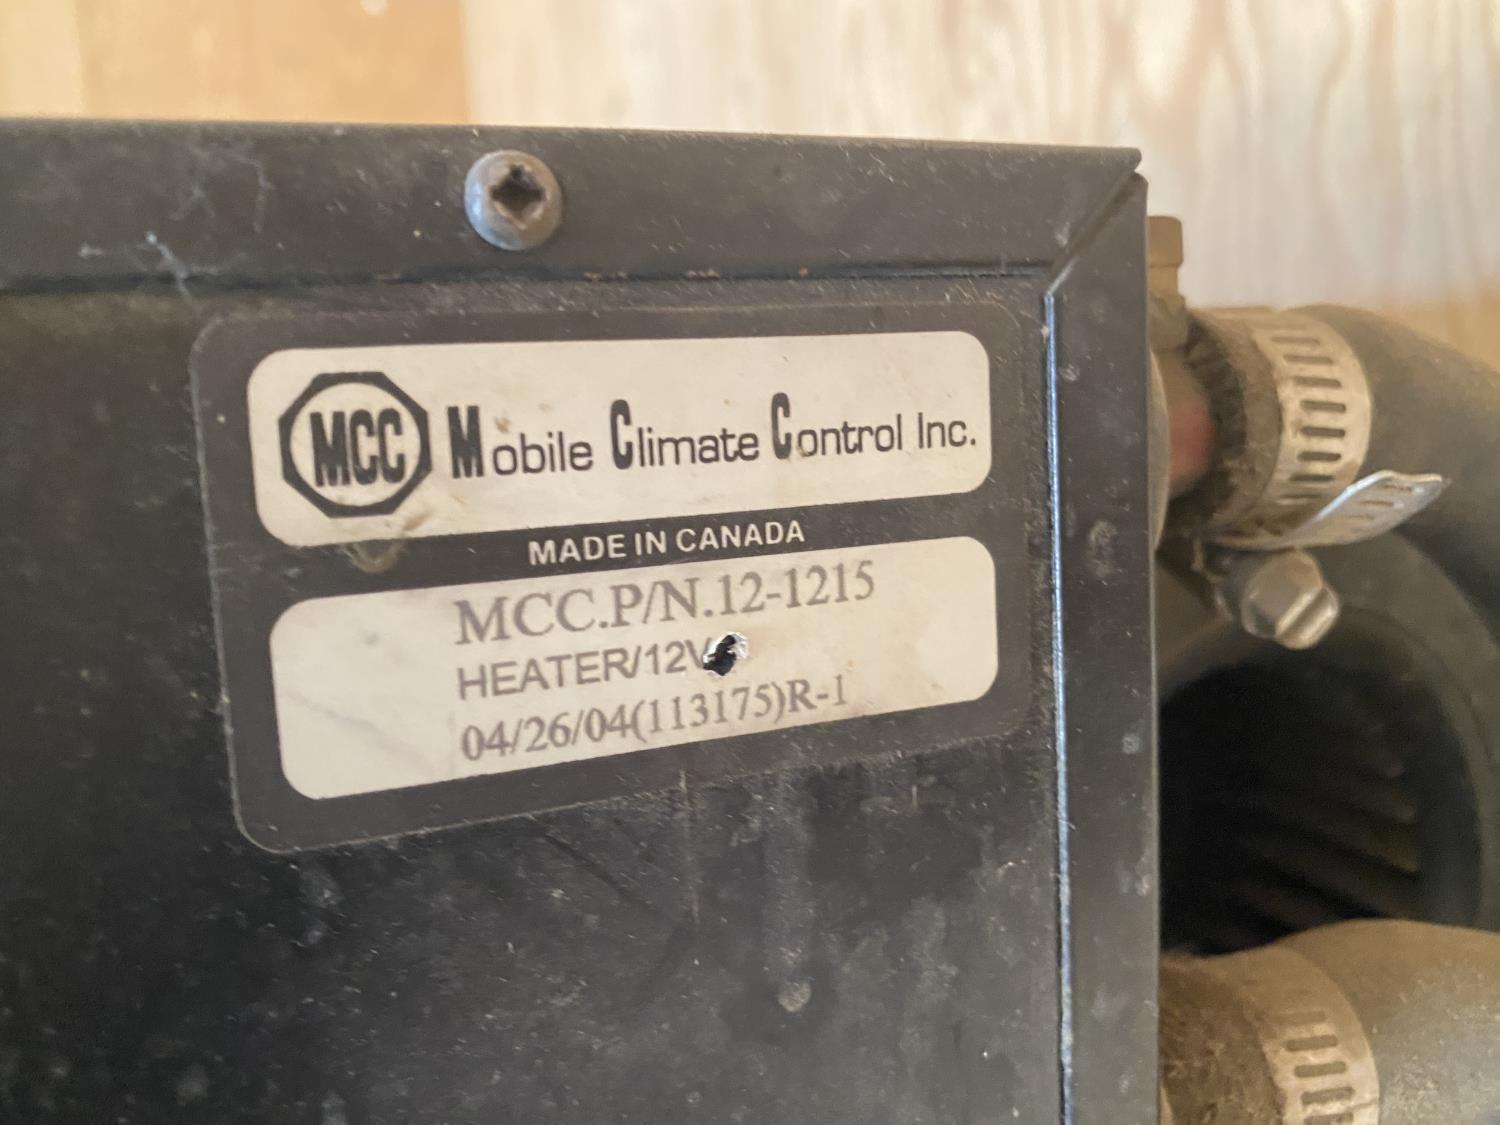 MCC Mobile Climate Control Inc.
MADE IN CANADA
MCC.P/N.12-1215
HEATER/12V
04/26/04(113175)R-1